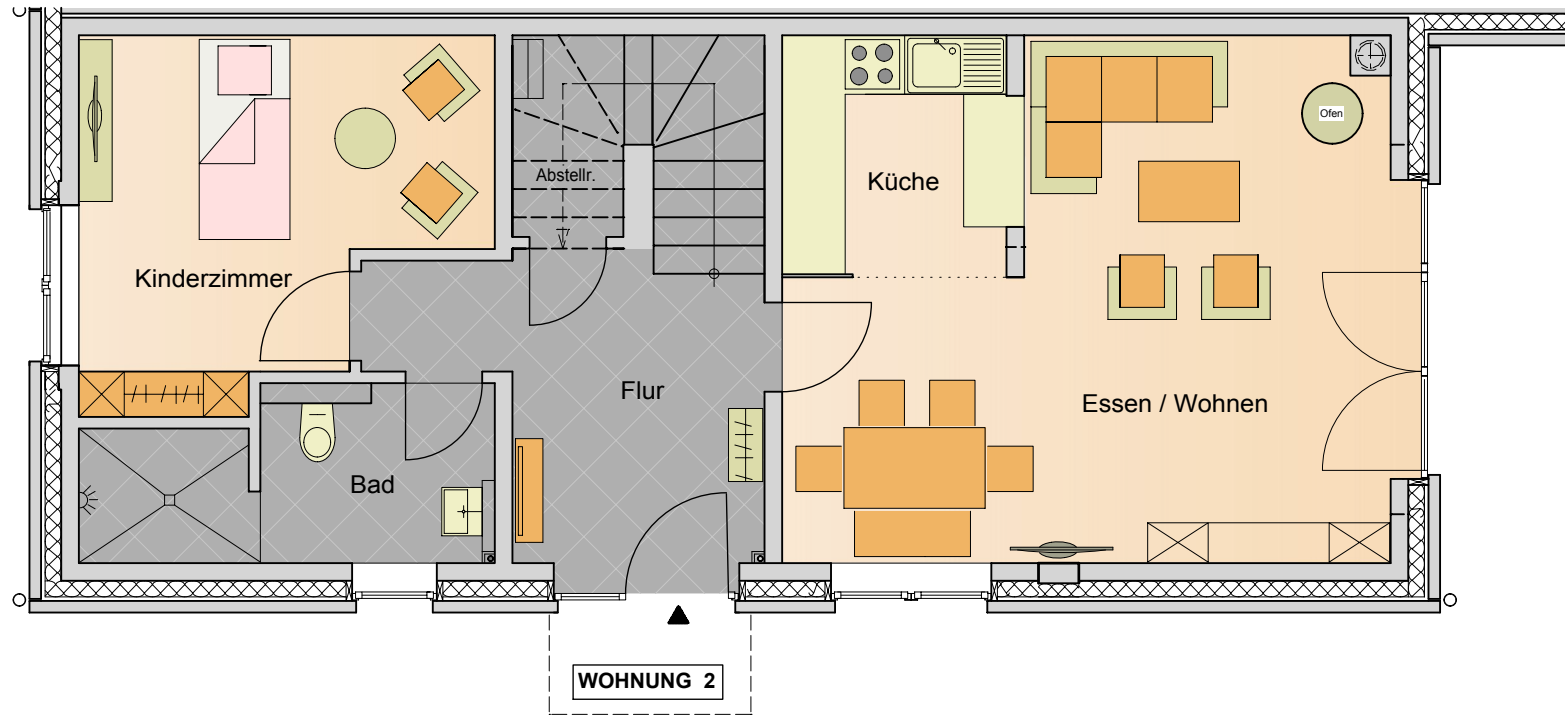 Ofen
Abstellr.
Küche
Kinderzimmer
Flur
Essen / Wohnen
Bad
WOHNUNG 2